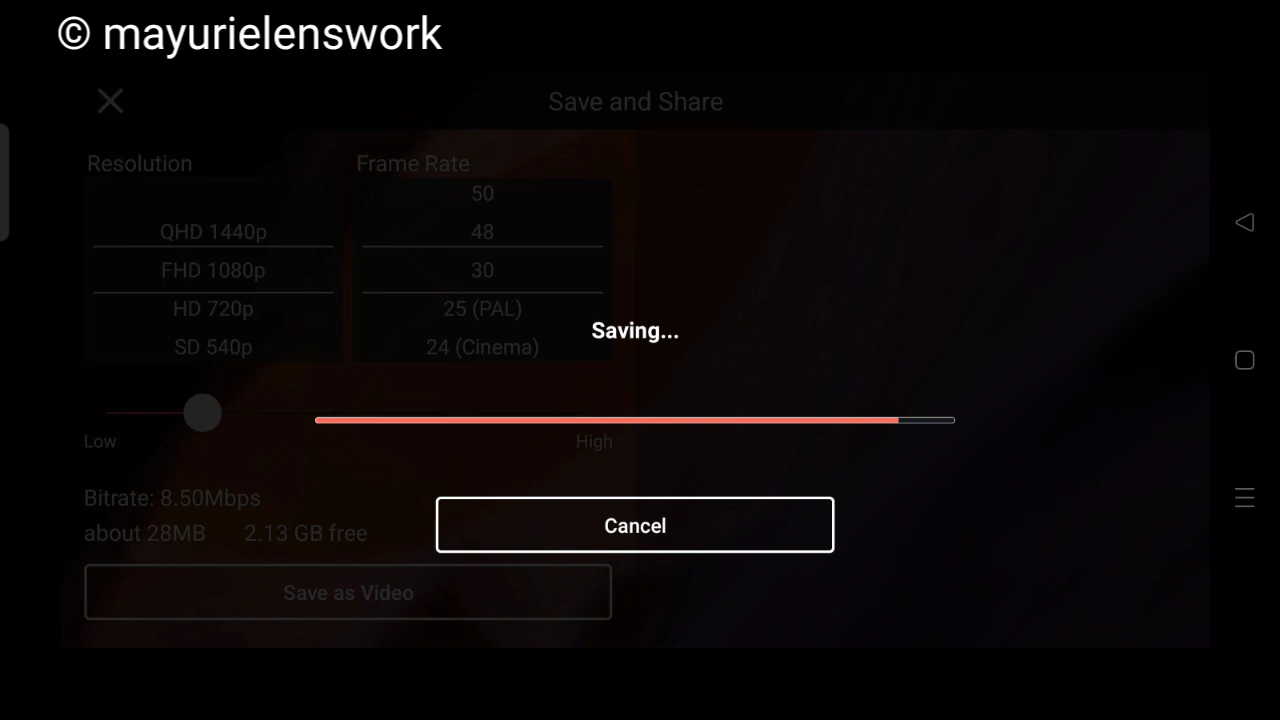 © mayurielenswork
Save and Share
Resolution
Frame Rate
50
QHD 1440p
48
FHD 1080p
30
HD 720p
25 (PAL)
SD 540p
24 (Cinema)
Saving...
Low
High
Bitrate: 8.50Mbps
about 28MB 2.13 GB free
Cancel
Save as Video